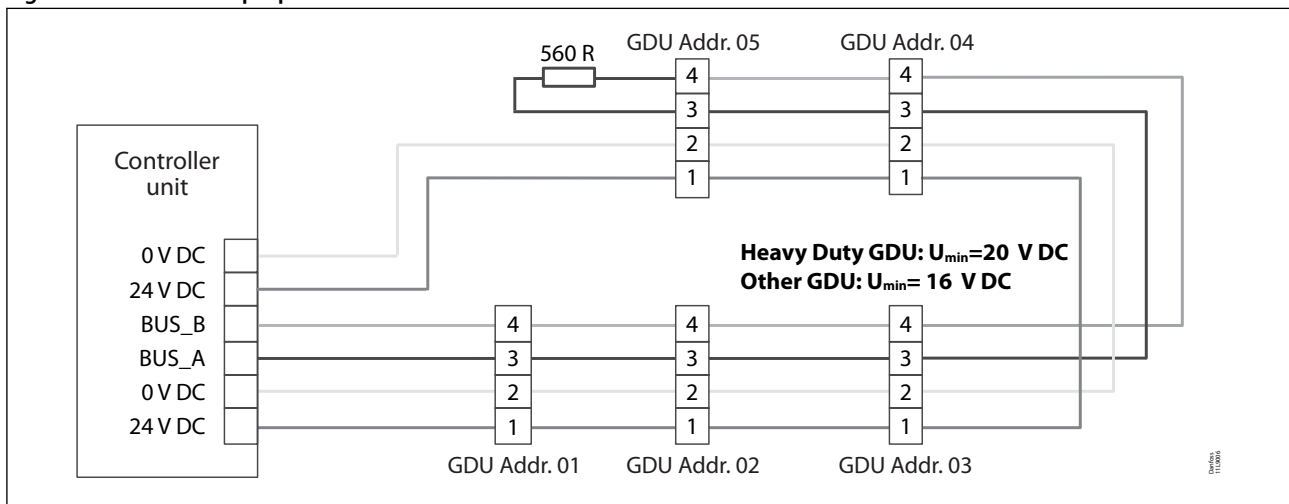 560 R
GDU Addr. 05
GDU Addr. 04
4
4
3
3
2
2
1
1
Controller
unit
Heavy Duty GDU: Umin=20 V DC
Other GDU: Umin= 16 V DC
0 V DC
24 V DC
BUS_B
4
4
4
BUS_A
3
3
3
0 V DC
2
2
2
24 V DC
1
1
1
GDU Addr. 01
GDU Addr. 02
GDU Addr. 03
Danfoss